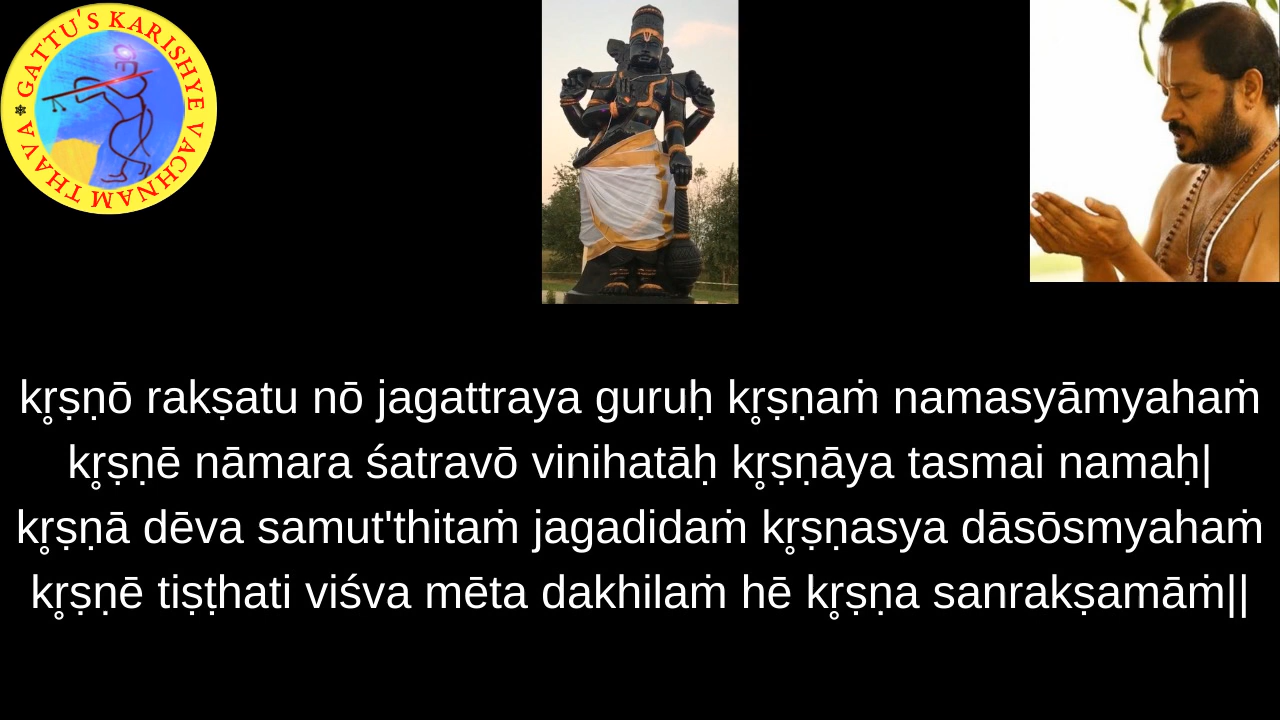 GATTU'S KARISHYE VACHNAM THAVA
kr̥ṣṇō rakṣatu nō jagattraya guruḥ kr̥ṣṇaṁ namasyāmyahaṁ
kr̥ṣṇē nāmara śatravō vinihatāḥ kr̥ṣṇāya tasmai namaḥ|
kr̥ṣṇā dēva samut'thitaṁ jagadidaṁ kr̥ṣṇasya dāsōsmyahaṁ
kr̥ṣṇē tiṣṭhati viśva mēta dakhilaṁ hē kr̥ṣṇa sanrakṣamāṁ||